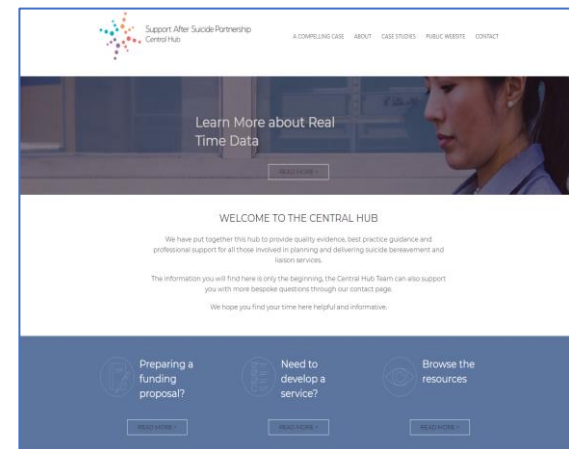 Support After Suicide Partnership
Central Hub
A COMPELLING CASE ABOUT CASE STUDIES PUBLIC WEBSITE CONTACT
Learn More about Real
Time Data
READ MORE >
WELCOME TO THE CENTRAL HUB
We have put together this hub to provide quality evidence, best practice guidance and
professional support for all those involved in planning and delivering suicide bereavement and
liaison services.
The information you will find here is only the beginning, the Central Hub Team can also support
you with more bespoke questions through our contact page.
We hope you find your time here helpful and informative.
Preparing a
funding
proposal?
READ MORE >
Need to
develop a
service?
READ MORE >
Browse the
resources
READ MORE >